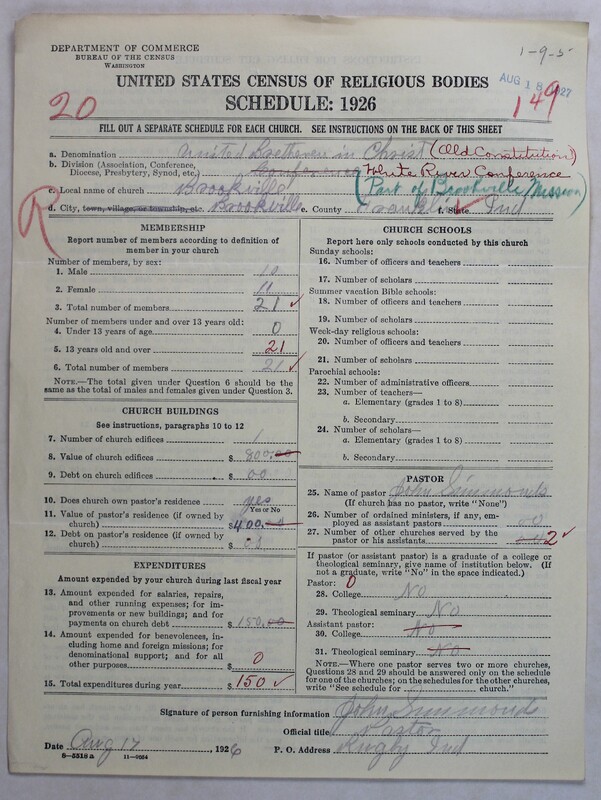 1-9-5-
DEPARTMENT OF COMMERCE
BUREAU OF THE CENSUS
WASHINGTON
AUG 18 1927
UNITED STATES CENSUS OF RELIGIOUS BODIES
20
SCHEDULE: 1926
149
FILL OUT A SEPARATE SCHEDULE FOR EACH CHURCH. SEE INSTRUCTIONS ON THE BACK OF THIS SHEET
a. Denomination United Brethren in Christ (Old Constitution)
b. Division (Association, Conference, Diocese, Presbytery, Synod, etc.) Conference White River Conference
c. Local name of church Brookville (Part of Brookville Mission)
R
d. City, town, village, or township, etc. Brookville e. County Franklin f. State Ind
MEMBERSHIP
Report number of members according to definition of
member in your church
Number of members, by sex:
1. Male 10
2. Female 11
3. Total number of members 21 ✓
Number of members under and over 13 years old:
4. Under 13 years of age 0
5. 13 years old and over 21
6. Total number of members 21 ✓
NOTE.—The total given under Question 6 should be
the same as the total of males and females given under Question 3.
CHURCH BUILDINGS
See instructions, paragraphs 10 to 12
7. Number of church edifices 1
8. Value of church edifices $ 800.00
9. Debt on church edifices $ 00
10. Does church own pastor's residence yes
Yes or No
11. Value of pastor's residence (if owned by
church) $ 400.00
12. Debt on pastor's residence (if owned by
church) $ 00
EXPENDITURES
Amount expended by your church during last fiscal year
13. Amount expended for salaries, repairs,
and other running expenses; for im-
provements or new buildings; and for
payments on church debt $ 150.00
14. Amount expended for benevolences, in-
cluding home and foreign missions; for
denominational support; and for all
other purposes $ 0
15. Total expenditures during year $ 150 ✓
CHURCH SCHOOLS
Report here only schools conducted by this church
Sunday schools:
16. Number of officers and teachers
17. Number of scholars
Summer vacation Bible schools:
18. Number of officers and teachers
19. Number of scholars
Week-day religious schools:
20. Number of officers and teachers
21. Number of scholars
Parochial schools:
22. Number of administrative officers
23. Number of teachers—
a. Elementary (grades 1 to 8)
b. Secondary
24. Number of scholars—
a. Elementary (grades 1 to 8)
b. Secondary
PASTOR
25. Name of pastor John Simmonds
(If church has no pastor, write "None")
26. Number of ordained ministers, if any, em-
ployed as assistant pastors 00
27. Number of other churches served by the
pastor or his assistants 00 2 ✓
If pastor (or assistant pastor) is a graduate of a college or
theological seminary, give name of institution below. (If
not a graduate, write "No" in the space indicated.)
Pastor: 0
28. College No
29. Theological seminary No
Assistant pastor:
30. College No
31. Theological seminary No
NOTE.—Where one pastor serves two or more churches,
Questions 28 and 29 should be answered only on the schedule
for one of the churches; on the schedules for the other churches,
write "See schedule for church."
Signature of person furnishing information John Simmonds
Official title Pastor
Date Aug 17, 1926 P. O. Address Rugby Ind
8—5518 a 11—9554